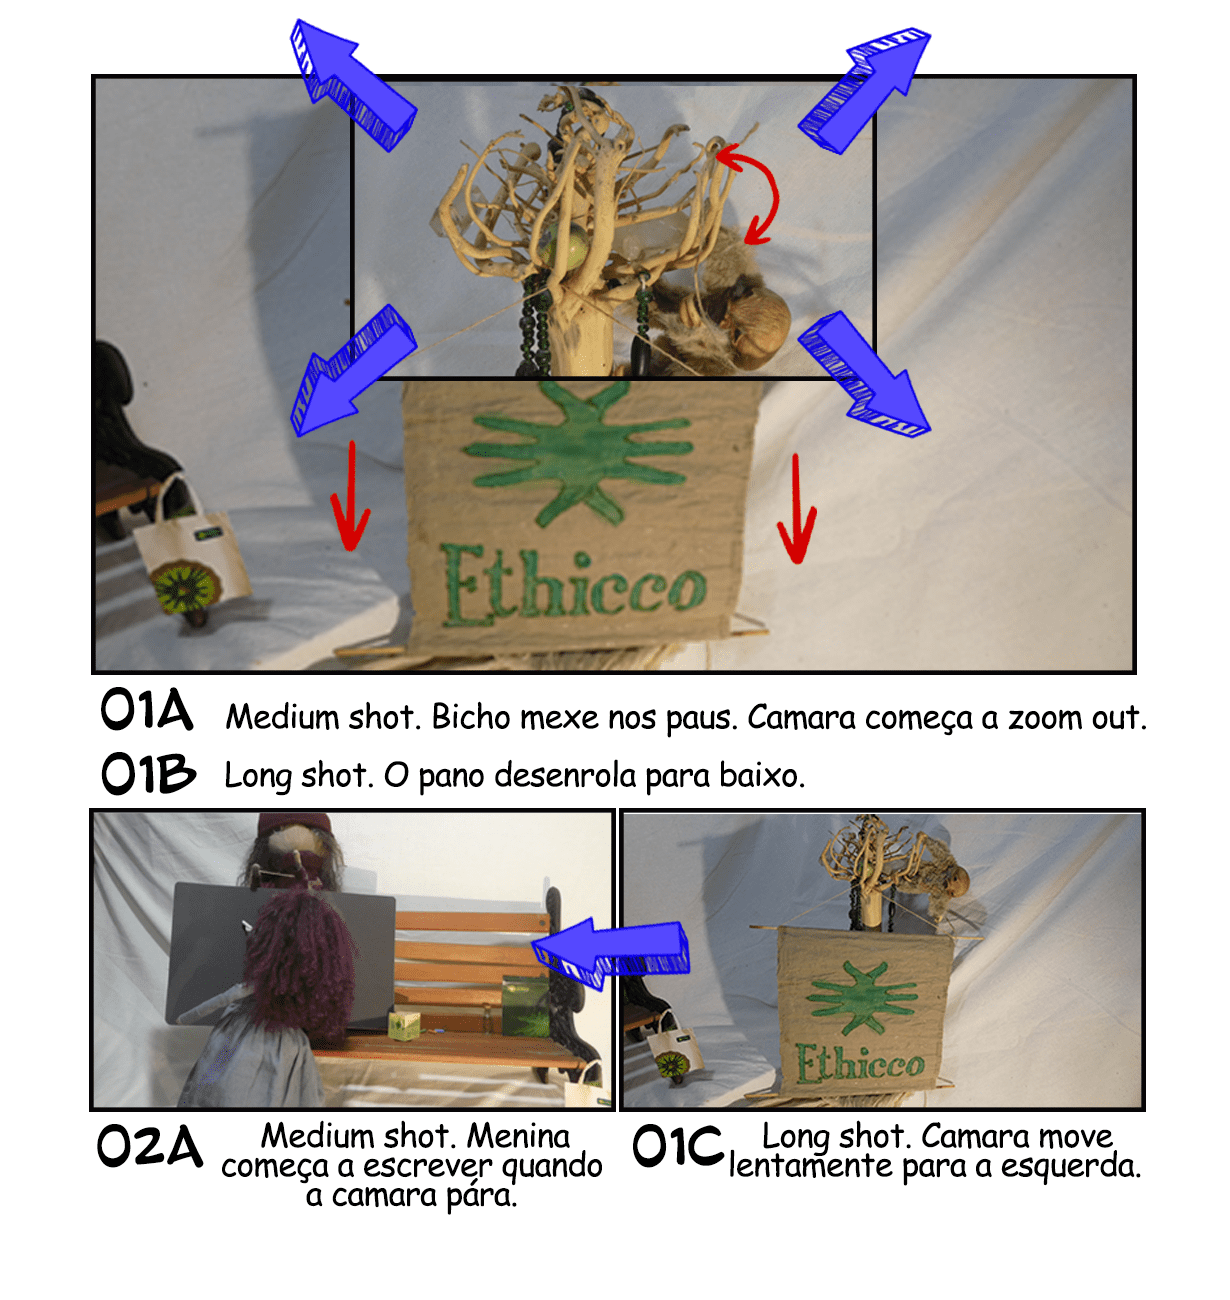 Ethicco
01A Medium shot. Bicho mexe nos paus. Camara começa a zoom out.
01B Long shot. O pano desenrola para baixo.
Ethicco
02A Medium shot. Menina
começa a escrever quando
a camara pára.
01C Long shot. Camara move
lentamente para a esquerda.